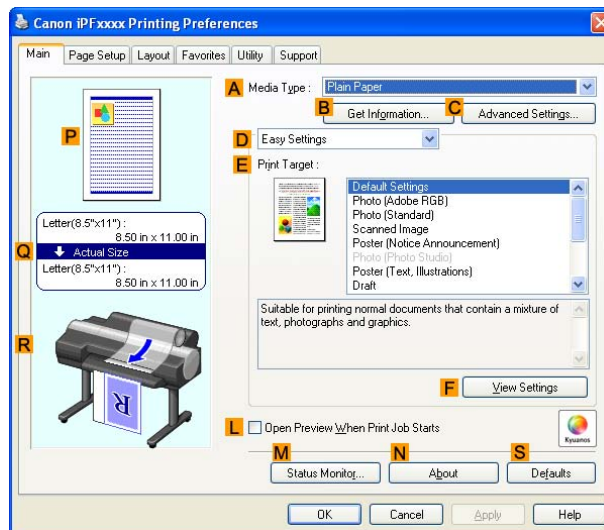 Canon iPFxxxx Printing Preferences
Main Page Setup Layout Favorites Utility Support
A Media Type : Plain Paper
B C
Get Information... Advanced Settings...
P
D Easy Settings
E Print Target :
Default Settings
Photo (Adobe RGB)
Photo (Standard)
Scanned Image
Poster (Notice Announcement)
Photo (Photo Studio)
Poster (Text, Illustrations)
Draft
Letter(8.5"x11") :
8.50 in x 11.00 in
Q Actual Size
Letter(8.5"x11") :
8.50 in x 11.00 in
Suitable for printing normal documents that contain a mixture of
text, photographs and graphics.
R
R
F View Settings
L Open Preview When Print Job Starts
Kyuanos
M N S
Status Monitor... About Defaults
OK Cancel Apply Help